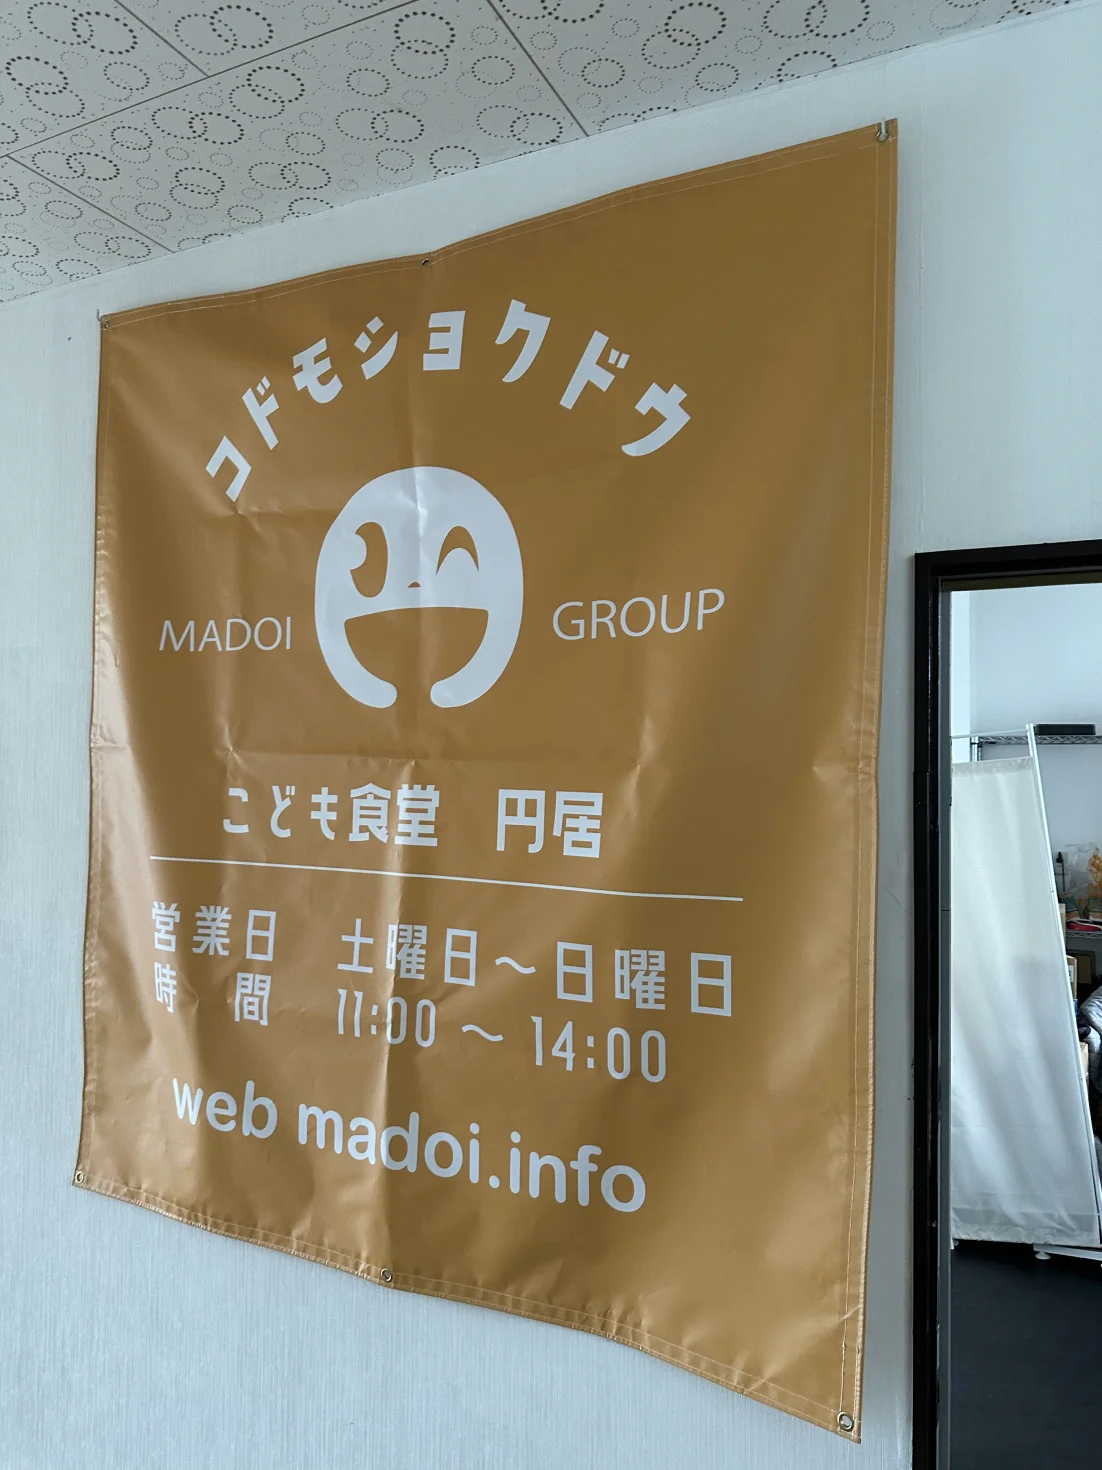 コドモショクドウ
MADOI GROUP
こども食堂　円居
営業日　土曜日～日曜日
時　間　11:00 ～ 14:00
web madoi.info